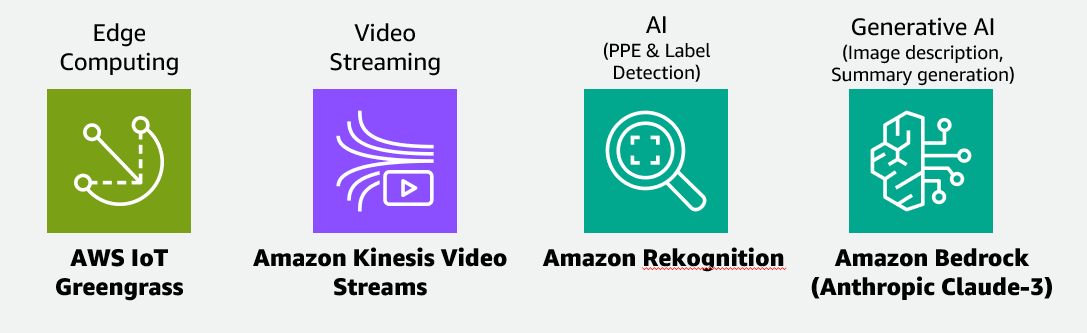 Edge
Computing
AWS IoT
Greengrass
Video
Streaming
Amazon Kinesis Video
Streams
AI
(PPE & Label
Detection)
Amazon Rekognition
Generative AI
(Image description,
Summary generation)
Amazon Bedrock
(Anthropic Claude-3)